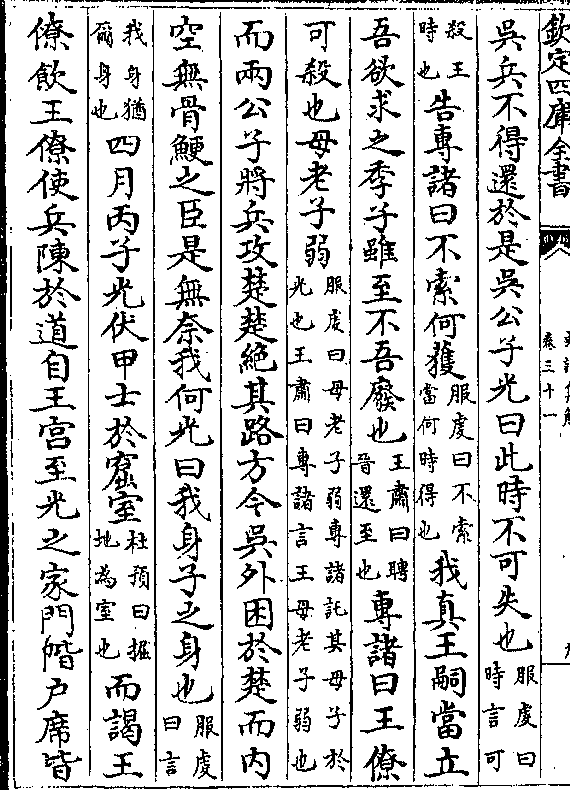 欽定四庫全書
卷三十一
吳兵不得還於是吳公子光曰此時不可失也服虔曰時言可
殺王時也告專諸曰不索何獲服虔曰不索當何時得也我真王嗣當立
吾欲求之季子雖至不吾廢也王肅曰聘晉還至也專諸曰王僚
可殺也母老子弱服虔曰母老子弱專諸託其母子於光也王肅曰專諸言王母老子弱也
而兩公子將兵攻楚楚絕其路方今吳外困於楚而內
空無骨鯁之臣是無奈我何光曰我身子之身也服虔曰言
我身猶爾身也四月丙子光伏甲士於窟室杜預曰掘地為室也而謁王
僚飲王僚使兵陳於道自王宮至光之家門階户席皆